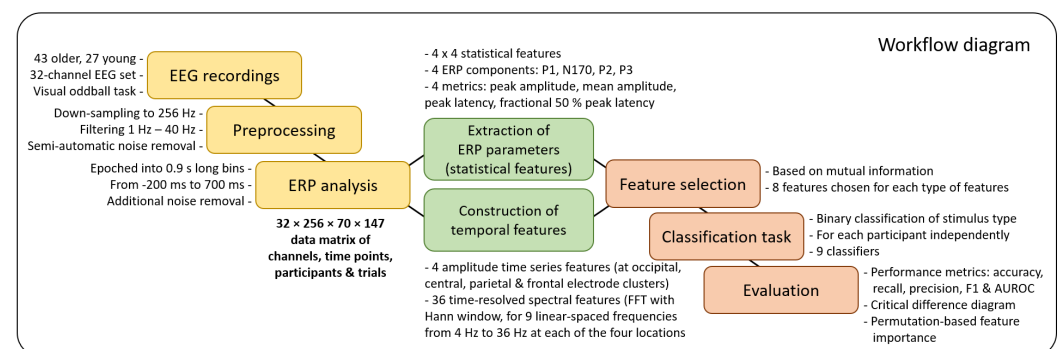 Workflow diagram
43 older, 27 young -
32-channel EEG set -
Visual oddball task -
EEG recordings
Down-sampling to 256 Hz -
Filtering 1 Hz – 40 Hz -
Semi-automatic noise removal -
Preprocessing
Epoched into 0.9 s long bins -
From -200 ms to 700 ms -
Additional noise removal -
ERP analysis
32 × 256 × 70 × 147
data matrix of
channels, time points,
participants & trials
- 4 x 4 statistical features
- 4 ERP components: P1, N170, P2, P3
- 4 metrics: peak amplitude, mean amplitude,
peak latency, fractional 50 % peak latency
Extraction of
ERP parameters
(statistical features)
Construction of
temporal features
- 4 amplitude time series features (at occipital,
central, parietal & frontal electrode clusters)
- 36 time-resolved spectral features (FFT with
Hann window, for 9 linear-spaced frequencies
from 4 Hz to 36 Hz at each of the four locations
Feature selection
- Based on mutual information
- 8 features chosen for each type of features
Classification task
- Binary classification of stimulus type
- For each participant independently
- 9 classifiers
Evaluation
- Performance metrics: accuracy,
recall, precision, F1 & AUROC
- Critical difference diagram
- Permutation-based feature
importance